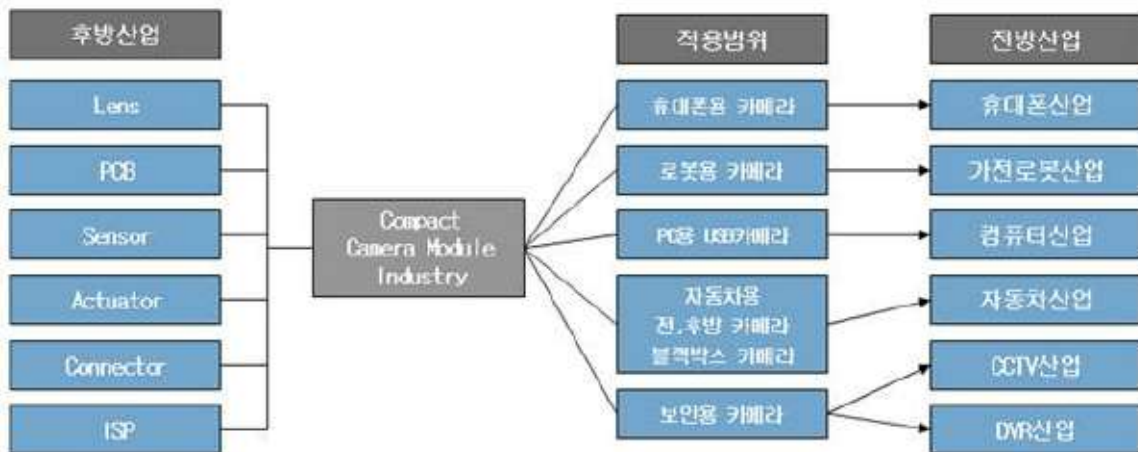 후방산업
Lens
PCB
Sensor
Actuator
Connector
ISP
Compact
Camera Module
Industry
적용범위
휴대폰용 카메라
로봇용 카메라
PC용 USB카메라
자동차용
전,후방 카메라
블랙박스 카메라
보안용 카메라
전방산업
휴대폰산업
가전로봇산업
컴퓨터산업
자동차산업
CCTV산업
DVR산업